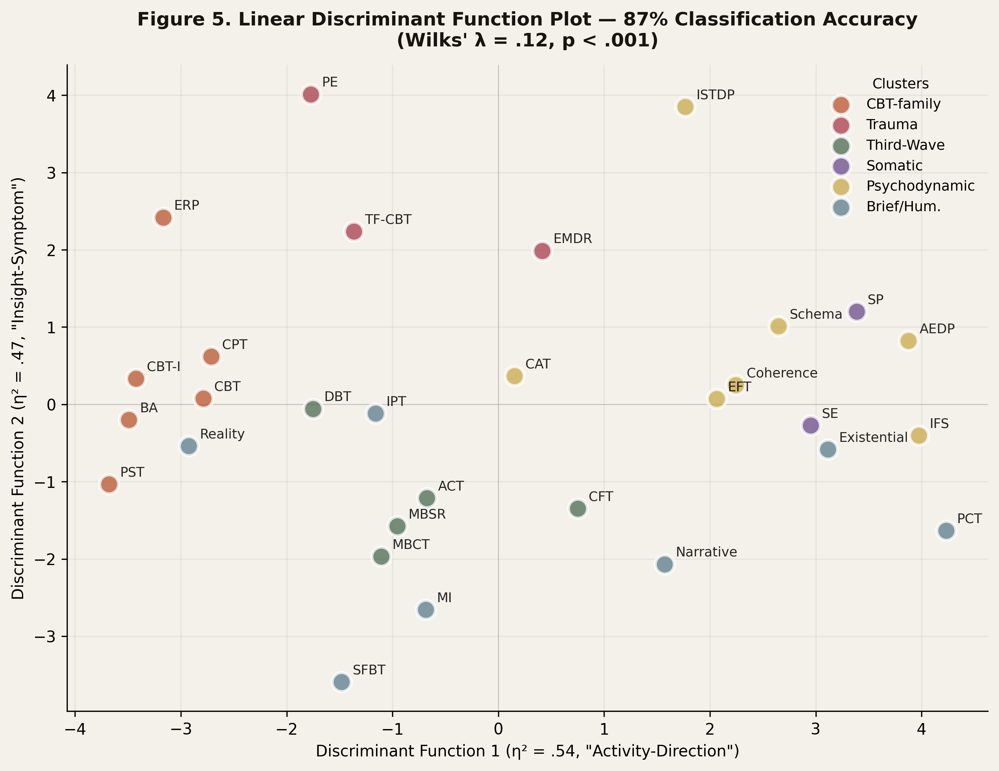 Figure 5. Linear Discriminant Function Plot — 87% Classification Accuracy
(Wilks' λ = .12, p < .001)
Discriminant Function 2 (η² = .47, "Insight-Symptom")
4
3
2
1
0
−1
−2
−3
Clusters
CBT-family
Trauma
Third-Wave
Somatic
Psychodynamic
Brief/Hum.
PE
ISTDP
ERP
TF-CBT
EMDR
SP
Schema
AEDP
CPT
CBT-I
CAT
Coherence
CBT
EFT
DBT
IPT
BA
SE
IFS
Reality
Existential
PST
ACT
CFT
MBSR
PCT
MBCT
Narrative
MI
SFBT
−4
−3
−2
−1
0
1
2
3
4
Discriminant Function 1 (η² = .54, "Activity-Direction")